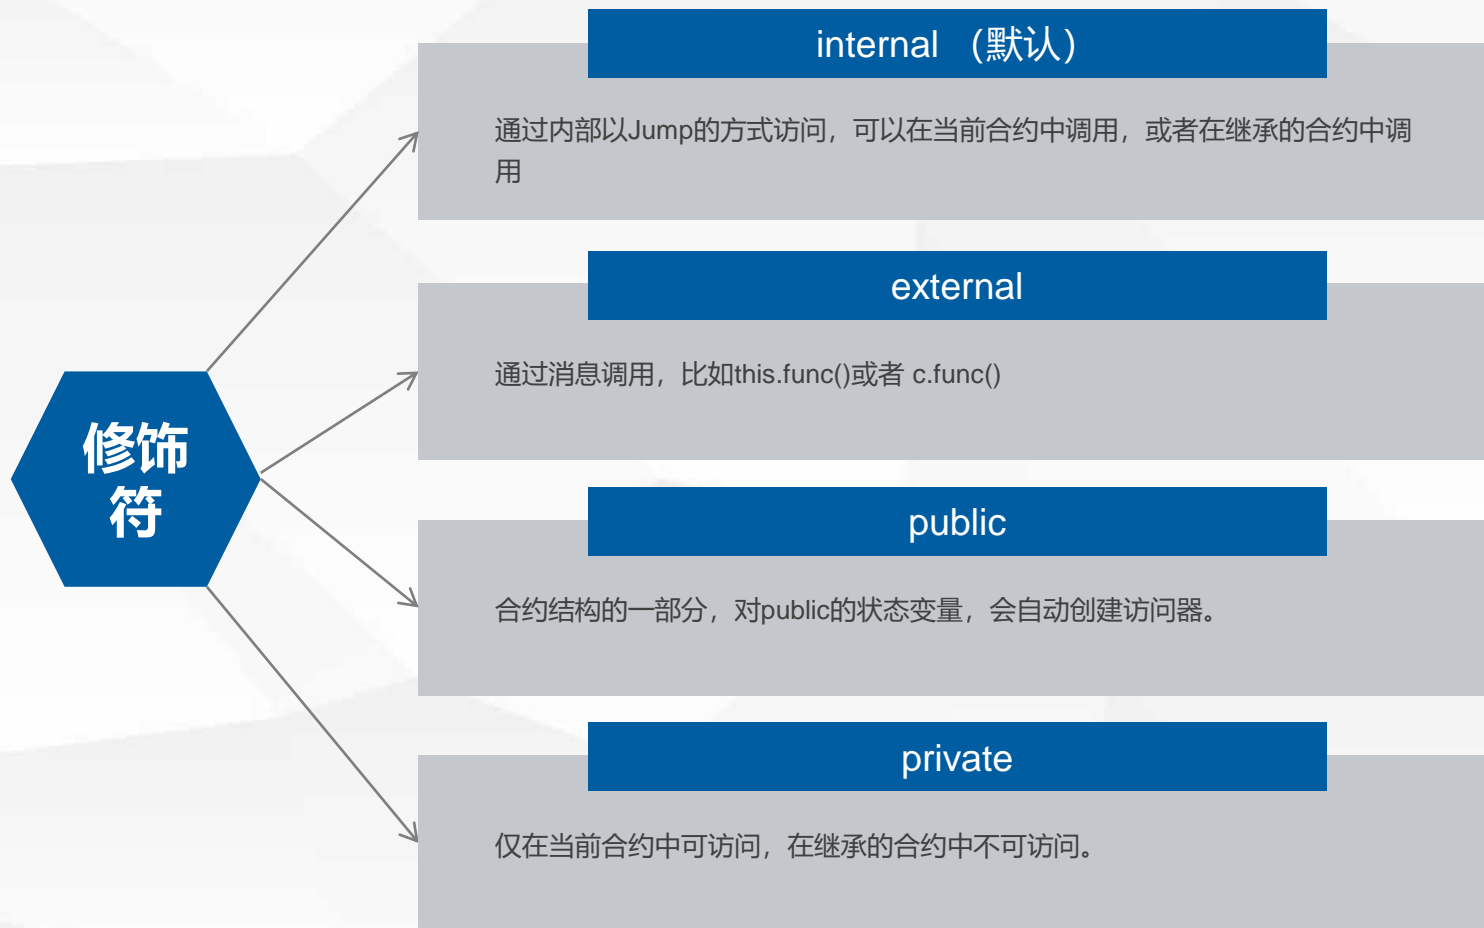 internal （默认）
通过内部以Jump的方式访问，可以在当前合约中调用，或者在继承的合约中调
用
external
通过消息调用，比如this.func()或者 c.func()
修饰
符
public
合约结构的一部分，对public的状态变量，会自动创建访问器。
private
仅在当前合约中可访问，在继承的合约中不可访问。